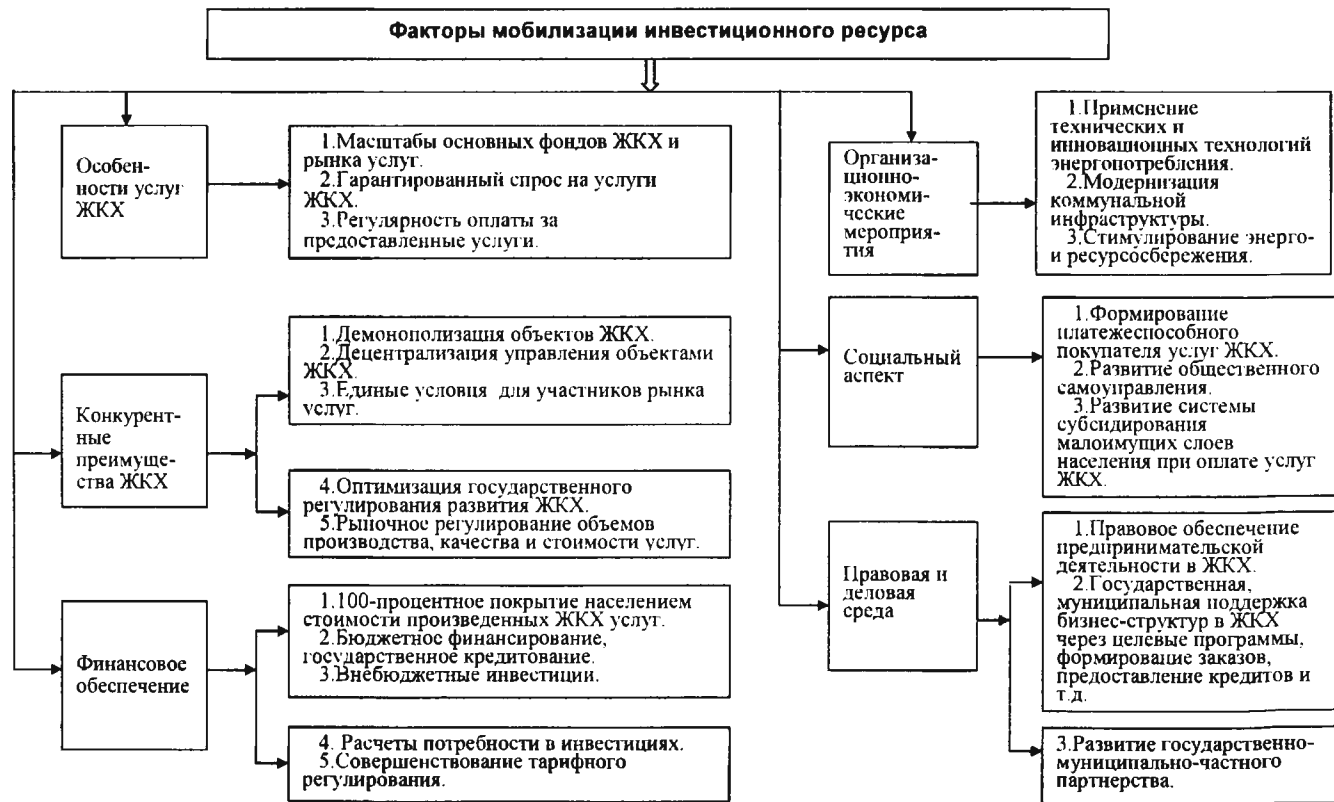 Факторы мобилизации инвестиционного ресурса
Особен-
ности услуг
ЖКХ
1.Масштабы основных фондов ЖКХ и
рынка услуг.
2.Гарантированный спрос на услуги
ЖКХ.
3.Регулярность оплаты за
предоставленные услуги.
Конкурент-
ные
преимуще-
ства ЖКХ
1.Демонополизация объектов ЖКХ.
2.Децентрализация управления объектами
ЖКХ.
3.Единые условия для участников рынка
услуг.
4.Оптимизация государственного
регулирования развития ЖКХ.
5.Рыночное регулирование объемов
производства, качества и стоимости услуг.
Финансовое
обеспечение
1.100-процентное покрытие населением
стоимости произведенных ЖКХ услуг.
2.Бюджетное финансирование,
государственное кредитование.
3.Внебюджетные инвестиции.
4. Расчеты потребности в инвестициях.
5.Совершенствование тарифного
регулирования.
Организа-
ционно-
экономи-
ческие
мероприя-
тия
1.Применение
технических и
инновационных технологий
энергопотребления.
2.Модернизация
коммунальной
инфраструктуры.
3.Стимулирование энерго-
и ресурсосбережения.
Социальный
аспект
1.Формирование
платежеспособного
покупателя услуг ЖКХ.
2.Развитие общественного
самоуправления.
3.Развитие системы
субсидирования
малоимущих слоев
населения при оплате услуг
ЖКХ.
Правовая и
деловая
среда
1.Правовое обеспечение
предпринимательской
деятельности в ЖКХ.
2.Государственная,
муниципальная поддержка
бизнес-структур в ЖКХ
через целевые программы,
формирование заказов,
предоставление кредитов и
т.д.
3.Развитие государственно-
муниципально-частного
партнерства.